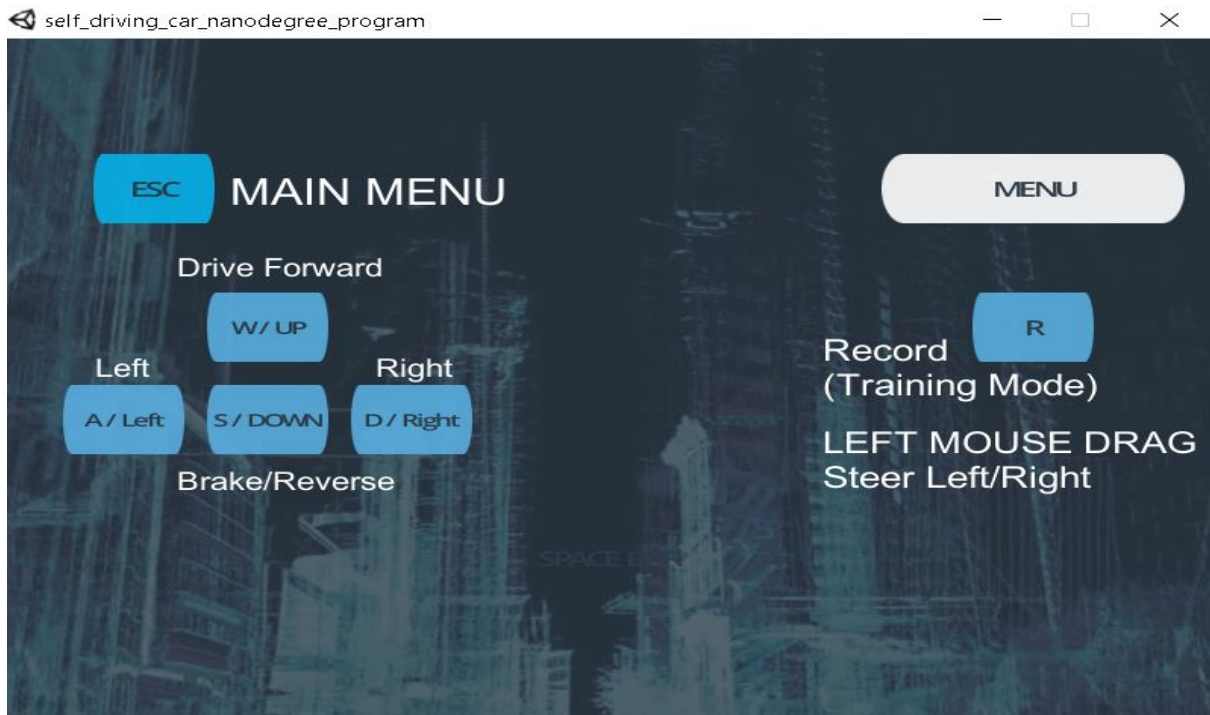 self_driving_car_nanodegree_program
ESC MAIN MENU
MENU
Drive Forward
W/ UP
Left
Right
A / Left
S / DOWN
D / Right
Brake/Reverse
R
Record
(Training Mode)
LEFT MOUSE DRAG
Steer Left/Right
SPACE